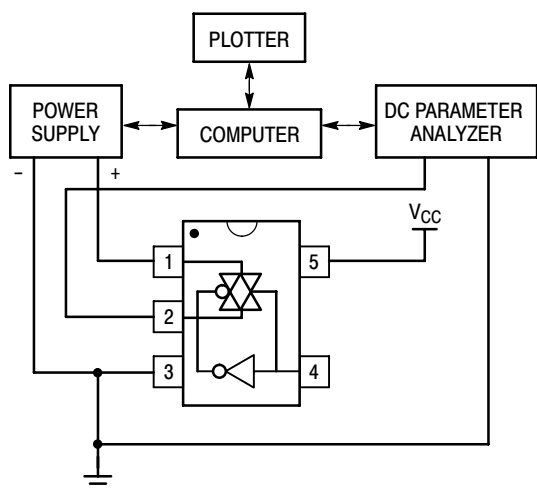 PLOTTER
POWER
SUPPLY
COMPUTER
DC PARAMETER
ANALYZER
–
+
VCC
1
5
2
3
4